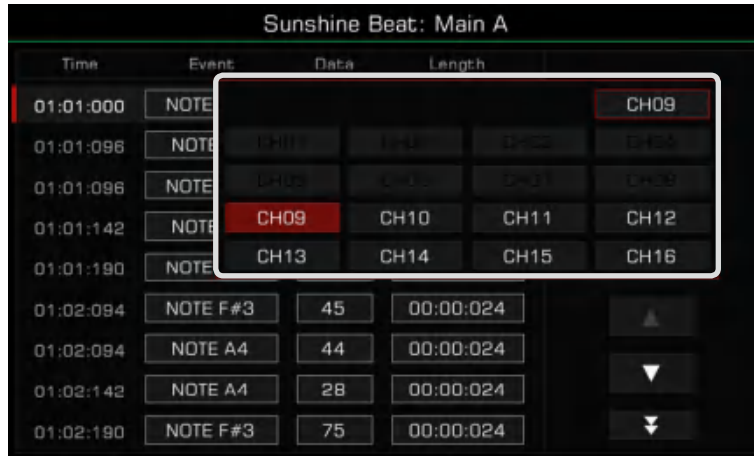 Sunshine Beat: Main A
Time Event Data Length
01:01:000 NOTE CH09
01:01:096 NOTE
01:01:096 NOTE
01:01:142 NOTE CH09 CH10 CH11 CH12
01:01:190 NOTE CH13 CH14 CH15 CH16
01:02:094 NOTE F#3 45 00:00:024
01:02:094 NOTE A4 44 00:00:024
01:02:142 NOTE A4 28 00:00:024
01:02:190 NOTE F#3 75 00:00:024